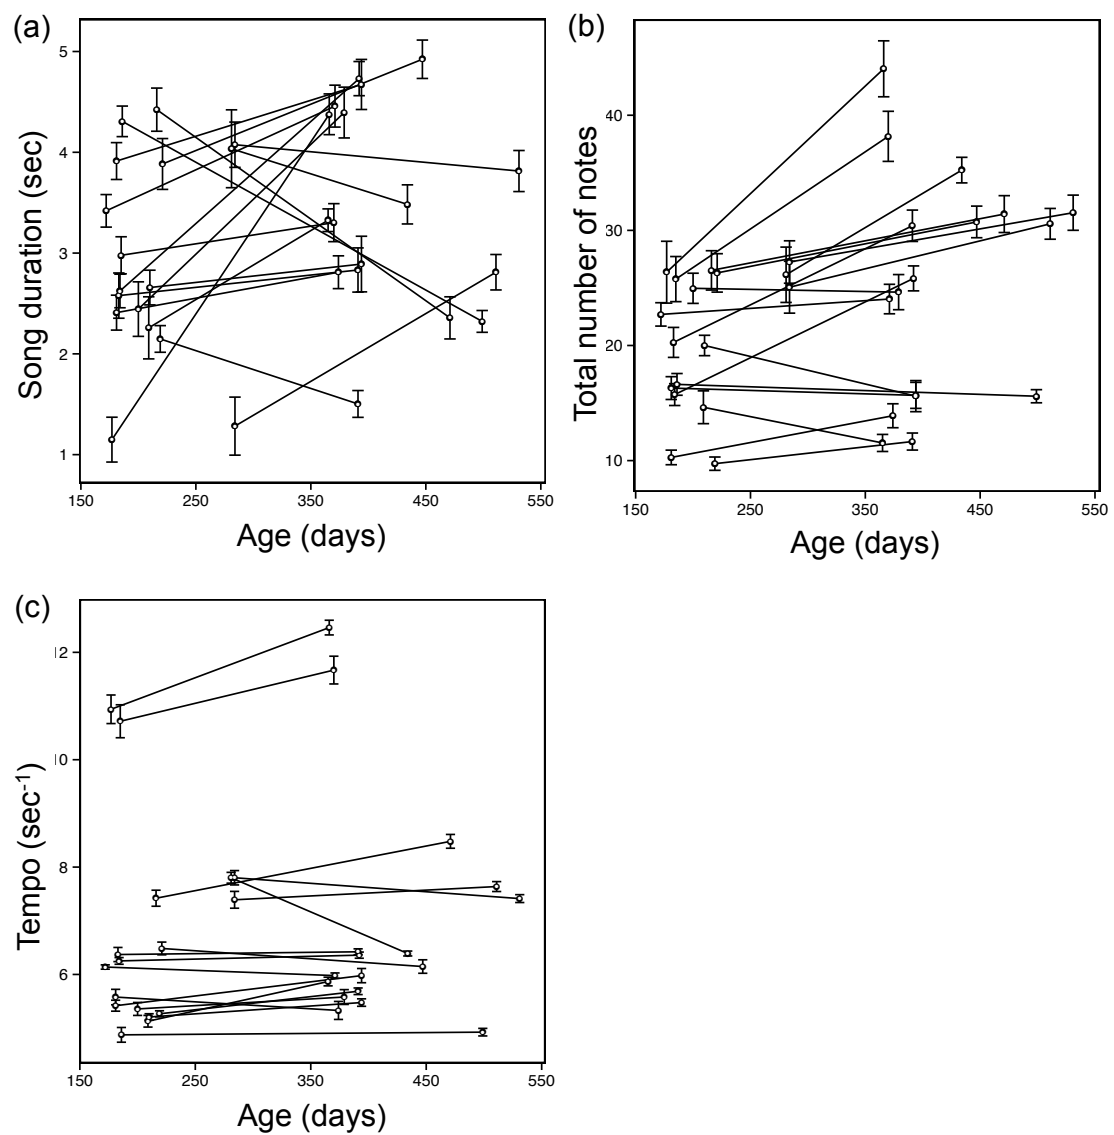 (a)
Song duration (sec)
5
4
3
2
1
150 250 350 450 550
Age (days)
(b)
Total number of notes
40
30
20
10
150 250 350 450 550
Age (days)
(c)
Tempo (sec-1)
12
10
8
6
150 250 350 450 550
Age (days)